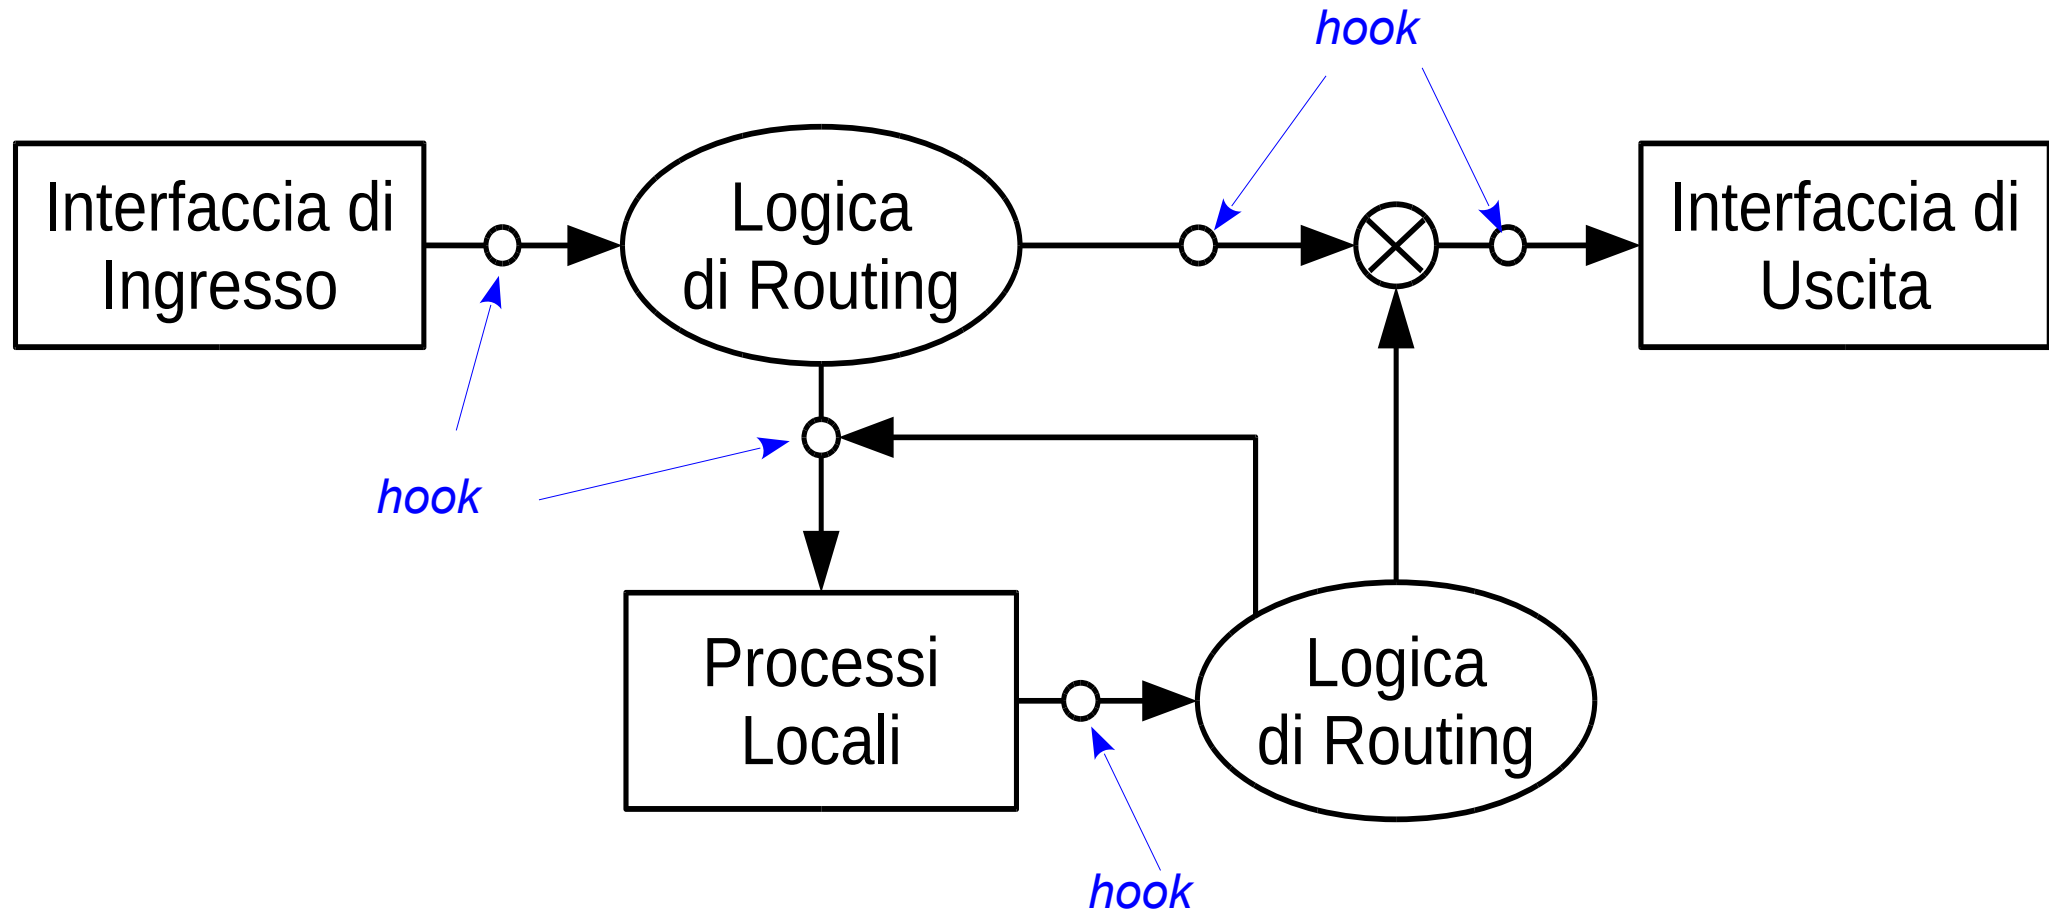 hook
Interfaccia di
Ingresso
Logica
di Routing
Interfaccia di
Uscita
hook
Processi
Locali
Logica
di Routing
hook